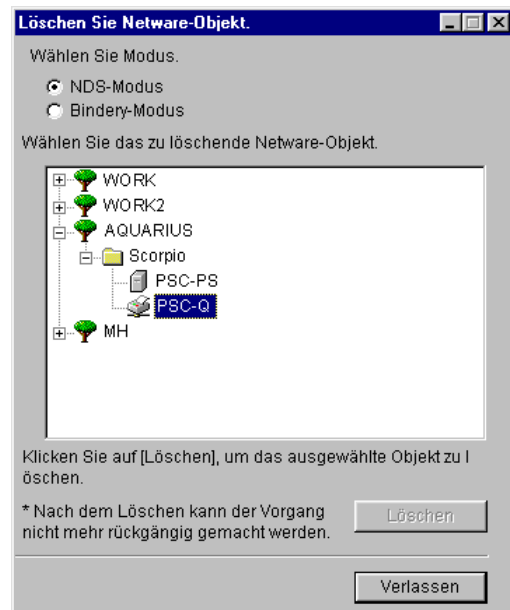 Löschen Sie Netware-Objekt.
Wählen Sie Modus.
NDS-Modus
Bindery-Modus
Wählen Sie das zu löschende Netware-Objekt.
WORK
WORK2
AQUARIUS
Scorpio
PSC-PS
PSC-Q
MH
Klicken Sie auf [Löschen], um das ausgewählte Objekt zu l
öschen.
* Nach dem Löschen kann der Vorgang
nicht mehr rückgängig gemacht werden.
Löschen
Verlassen